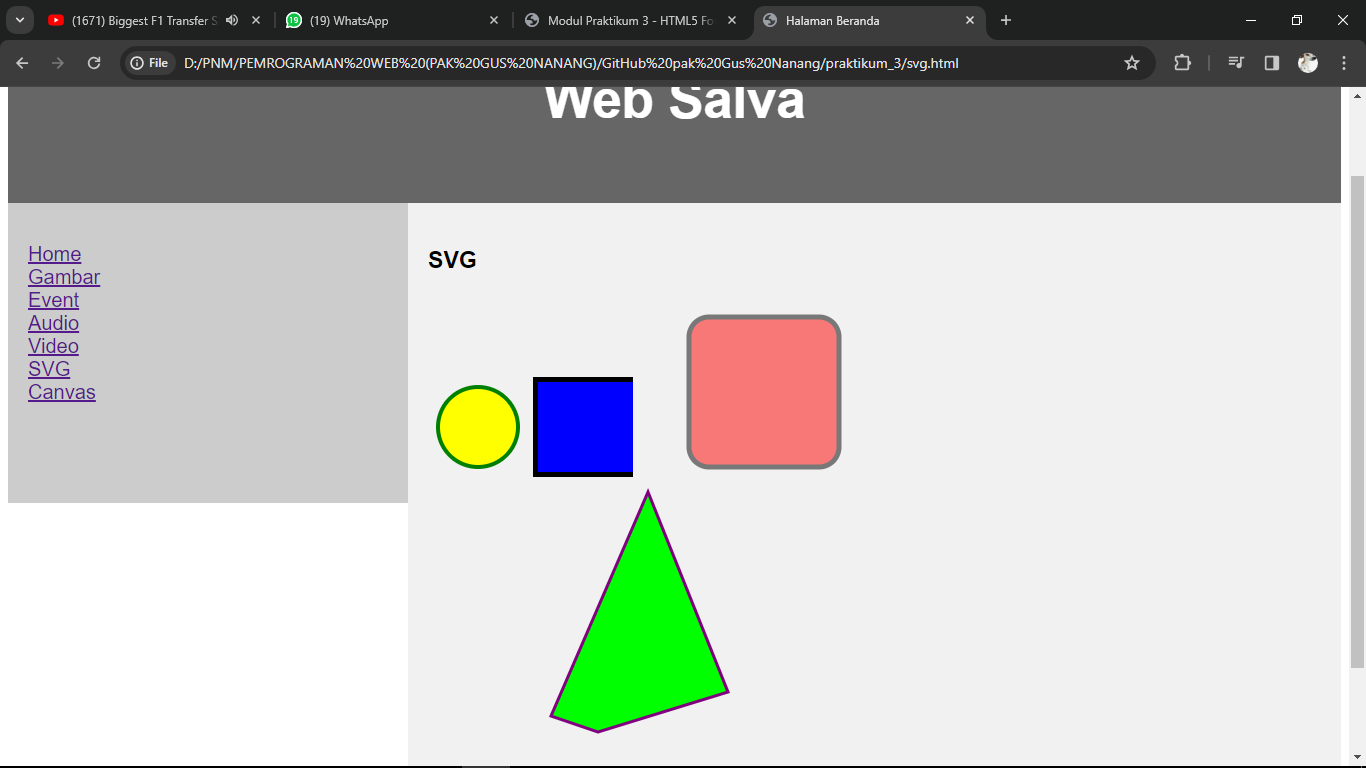 (1671) Biggest F1 Transfer S
(19) WhatsApp
Modul Praktikum 3 - HTML5 Fo
Halaman Beranda
File
D:/PNM/PEMROGRAMAN%20WEB%20(PAK%20GUS%20NANANG)/GitHub%20pak%20Gus%20Nanang/praktikum_3/svg.html
Web Salva
Home
Gambar
Event
Audio
Video
SVG
Canvas
SVG